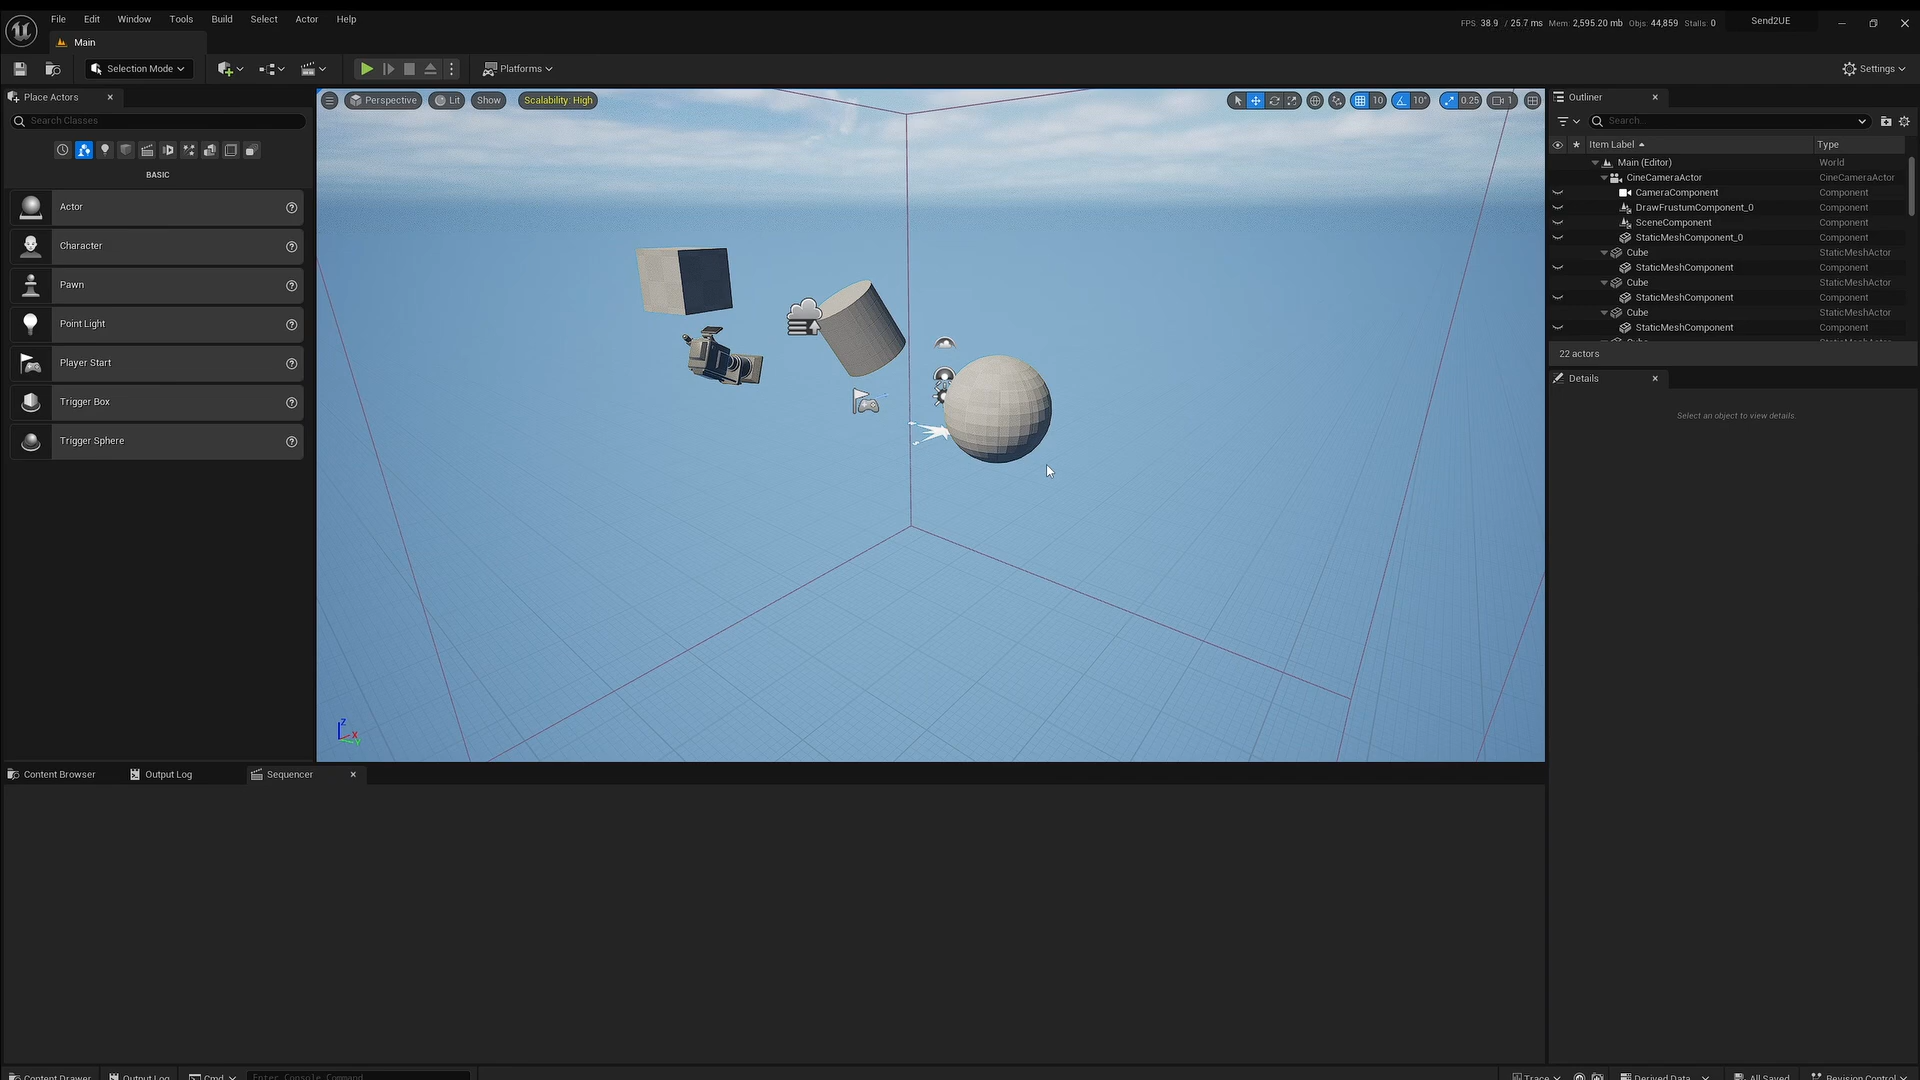 File Edit Window Tools Build Select Actor Help
FPS 38.9 / 25.7 ms Mem: 2,595.20 mb Objs: 44,859 Stalls: 0 Send2UE
Main
Selection Mode Platforms Settings
Place Actors
Search Classes
BASIC
Actor
Character
Pawn
Point Light
Player Start
Trigger Box
Trigger Sphere
Perspective Lit Show Scalability: High 10 10° 0.25 1
Z X Y
Outliner
Search...
Item Label Type
Main (Editor) World
CineCameraActor CineCameraActor
CameraComponent Component
DrawFrustumComponent_0 Component
SceneComponent Component
StaticMeshComponent_0 Component
Cube StaticMeshActor
StaticMeshComponent Component
Cube StaticMeshActor
StaticMeshComponent Component
Cube StaticMeshActor
StaticMeshComponent Component
22 actors
Details
Select an object to view details.
Content Browser Output Log Sequencer
Content Drawer Output Log Cmd Enter Console Command
Trace Derived Data All Saved Revision Control